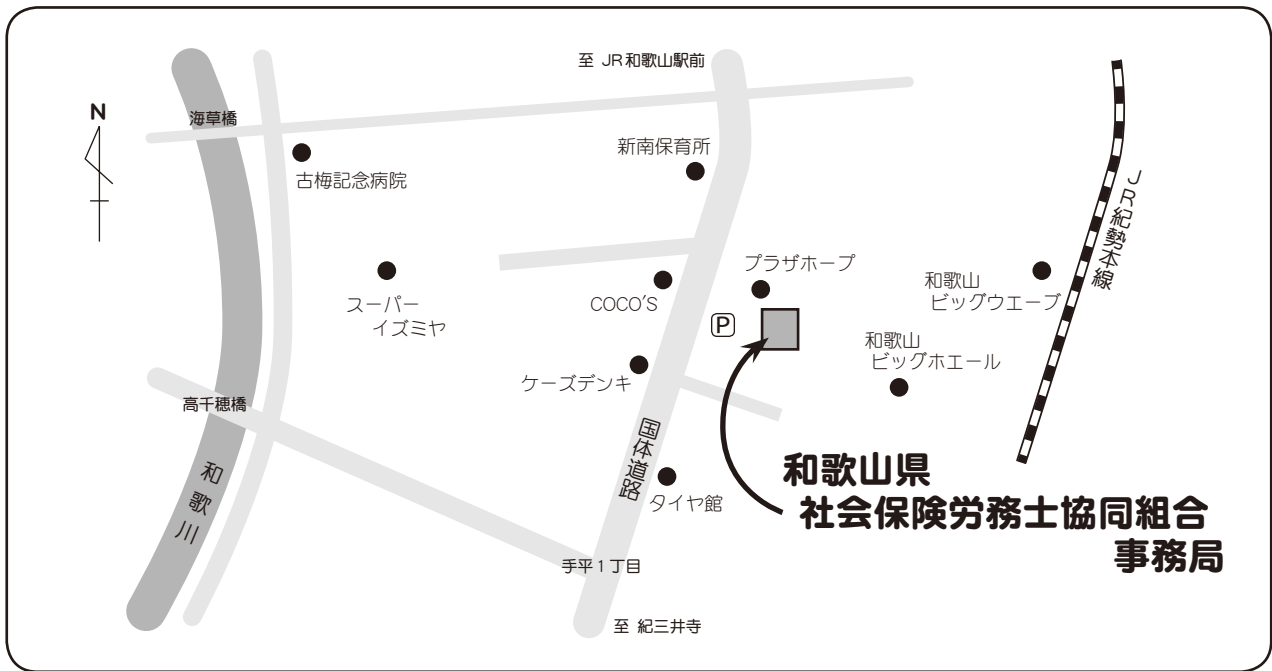 至 JR和歌山駅前
N
海草橋
新南保育所
古梅記念病院
JR紀勢本線
プラザホープ
和歌山
ビッグウエーブ
スーパー
イズミヤ
COCO'S
P
和歌山
ビッグホエール
ケーズデンキ
高千穂橋
国体道路
和歌川
タイヤ館
和歌山県
社会保険労務士協同組合
事務局
手平1丁目
至 紀三井寺